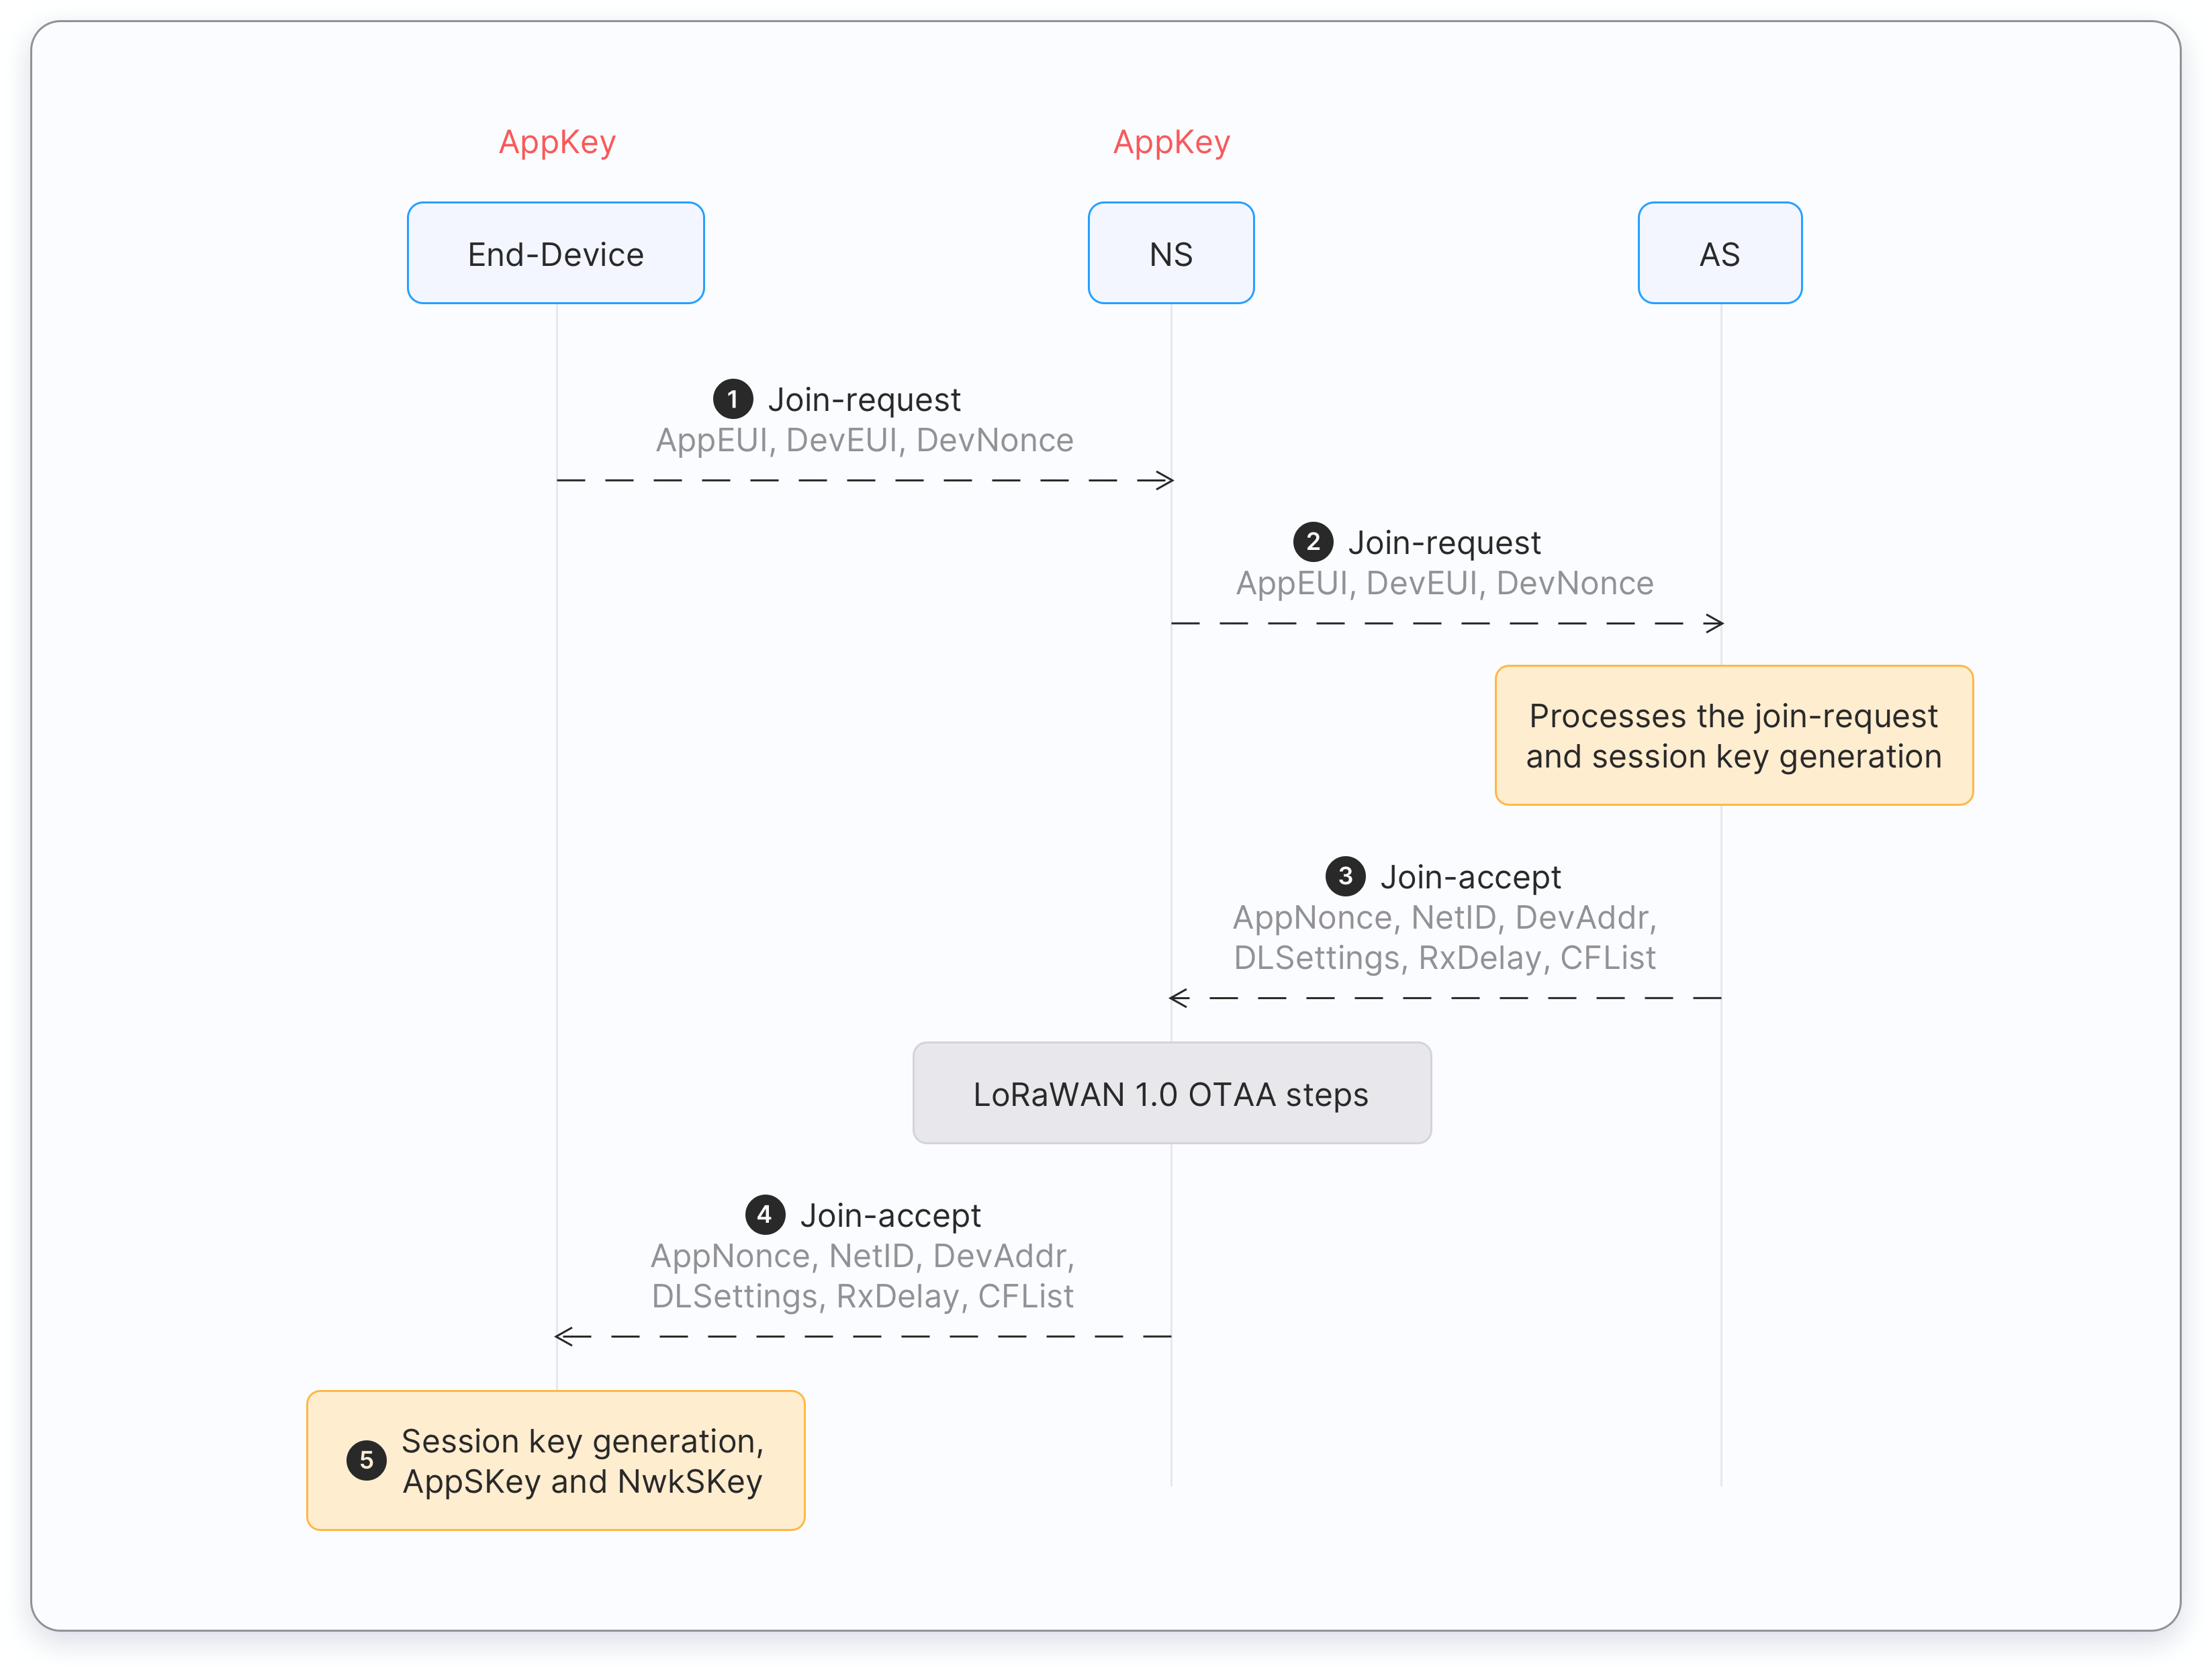 AppKey
AppKey
End-Device
NS
AS
1 Join-request
AppEUI, DevEUI, DevNonce
2 Join-request
AppEUI, DevEUI, DevNonce
Processes the join-request
and session key generation
3 Join-accept
AppNonce, NetID, DevAddr,
DLSettings, RxDelay, CFList
LoRaWAN 1.0 OTAA steps
4 Join-accept
AppNonce, NetID, DevAddr,
DLSettings, RxDelay, CFList
5 Session key generation,
AppSKey and NwkSKey